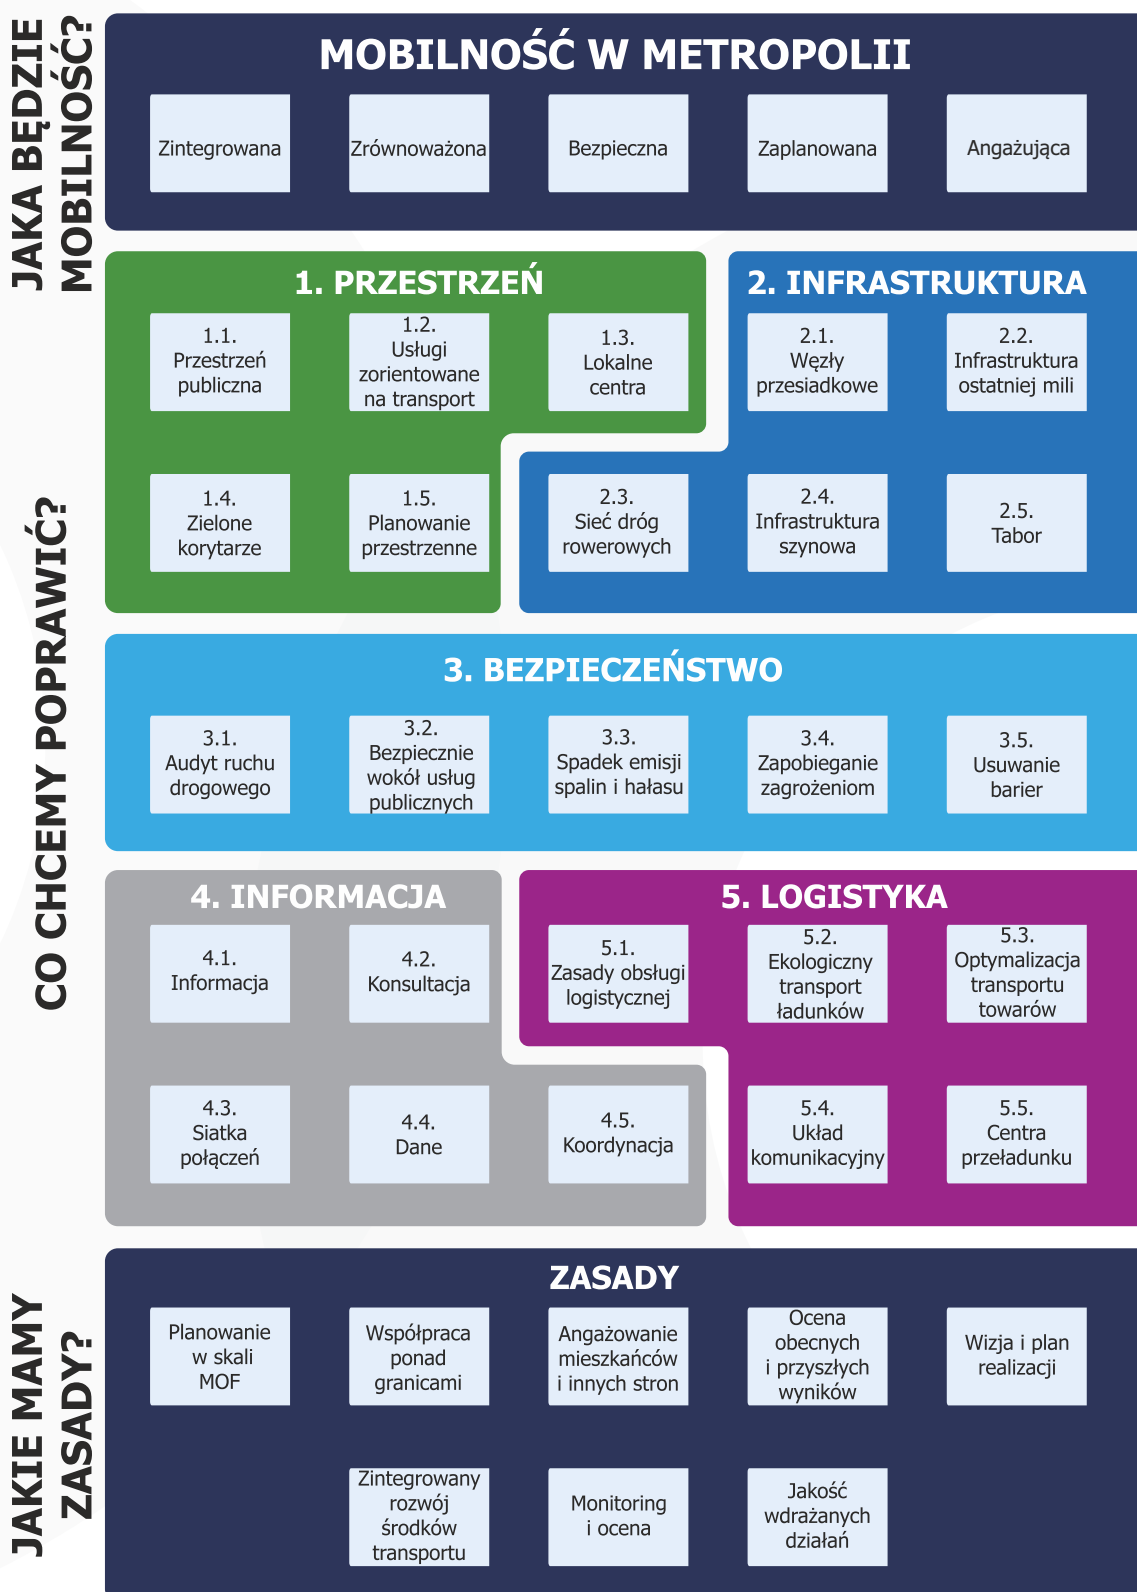 JAKA BĘDZIE
MOBILNOŚĆ?
MOBILNOŚĆ W METROPOLII
Zintegrowana
Zrównoważona
Bezpieczna
Zaplanowana
Angażująca
CO CHCEMY POPRAWIĆ?
1. PRZESTRZEŃ
1.1.
Przestrzeń
publiczna
1.2.
Usługi
zorientowane
na transport
1.3.
Lokalne
centra
1.4.
Zielone
korytarze
1.5.
Planowanie
przestrzenne
2. INFRASTRUKTURA
2.1.
Węzły
przesiadkowe
2.2.
Infrastruktura
ostatniej mili
2.3.
Sieć dróg
rowerowych
2.4.
Infrastruktura
szynowa
2.5.
Tabor
3. BEZPIECZEŃSTWO
3.1.
Audyt ruchu
drogowego
3.2.
Bezpiecznie
wokół usług
publicznych
3.3.
Spadek emisji
spalin i hałasu
3.4.
Zapobieganie
zagrożeniom
3.5.
Usuwanie
barier
4. INFORMACJA
4.1.
Informacja
4.2.
Konsultacja
4.3.
Siatka
połączeń
4.4.
Dane
4.5.
Koordynacja
5. LOGISTYKA
5.1.
Zasady obsługi
logistycznej
5.2.
Ekologiczny
transport
ładunków
5.3.
Optymalizacja
transportu
towarów
5.4.
Układ
komunikacyjny
5.5.
Centra
przeładunku
JAKIE MAMY
ZASADY?
ZASADY
Planowanie
w skali
MOF
Współpraca
ponad
granicami
Angażowanie
mieszkańców
i innych stron
Ocena
obecnych
i przyszłych
wyników
Wizja i plan
realizacji
Zintegrowany
rozwój
środków
transportu
Monitoring
i ocena
Jakość
wdrażanych
działań